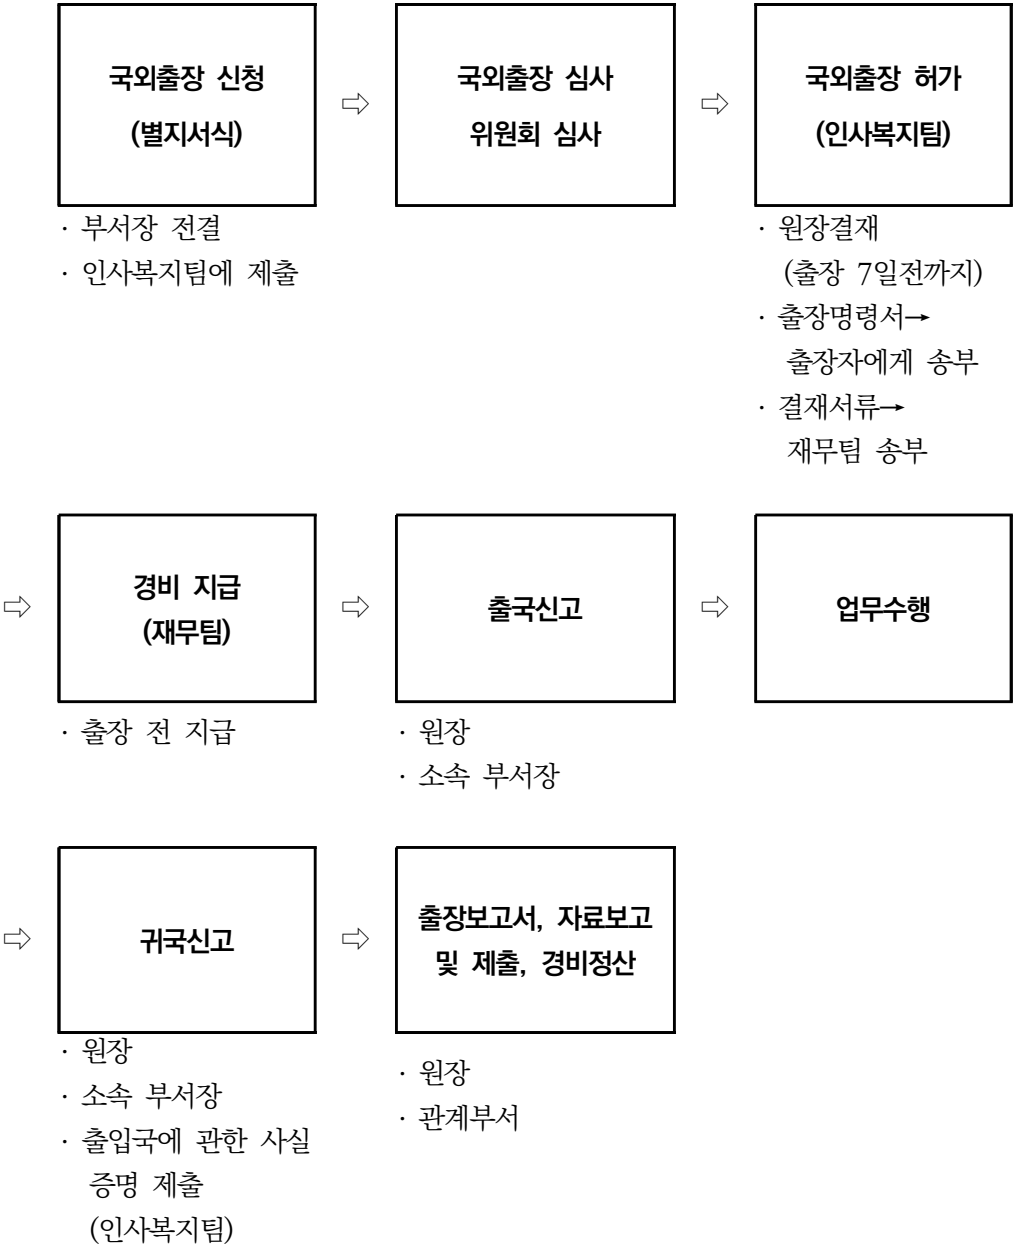 국외출장 신청
(별지서식)
⇨
국외출장 심사
위원회 심사
⇨
국외출장 허가
(인사복지팀)
· 부서장 전결
· 인사복지팀에 제출
· 원장결재
(출장 7일전까지)
· 출장명령서→
출장자에게 송부
· 결재서류→
재무팀 송부
⇨
경비 지급
(재무팀)
⇨
출국신고
⇨
업무수행
· 출장 전 지급
· 원장
· 소속 부서장
⇨
귀국신고
⇨
출장보고서, 자료보고
및 제출, 경비정산
· 원장
· 소속 부서장
· 출입국에 관한 사실
증명 제출
(인사복지팀)
· 원장
· 관계부서